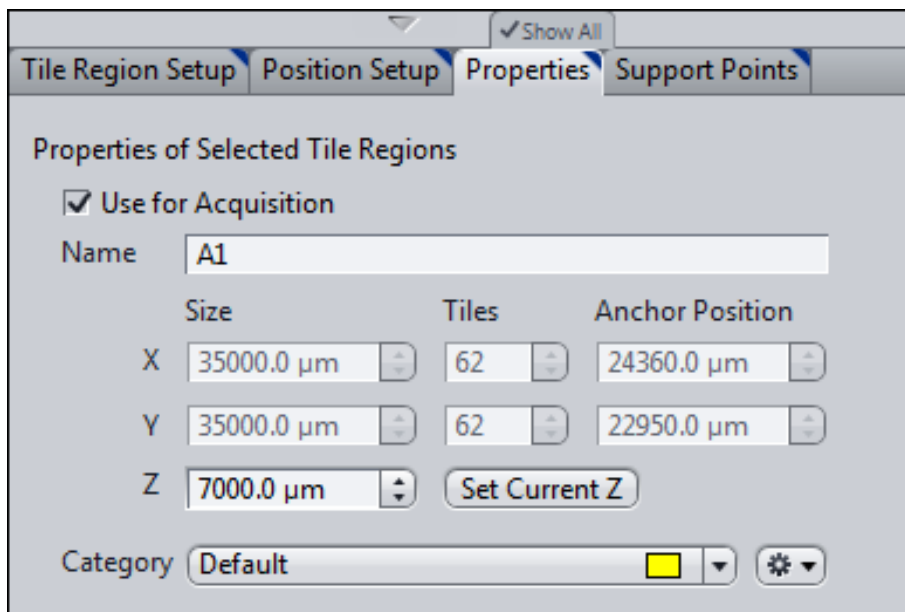 Show All
Tile Region Setup Position Setup Properties Support Points
Properties of Selected Tile Regions
Use for Acquisition
Name A1
Size Tiles Anchor Position
X 35000.0 µm 62 24360.0 µm
Y 35000.0 µm 62 22950.0 µm
Z 7000.0 µm Set Current Z
Category Default